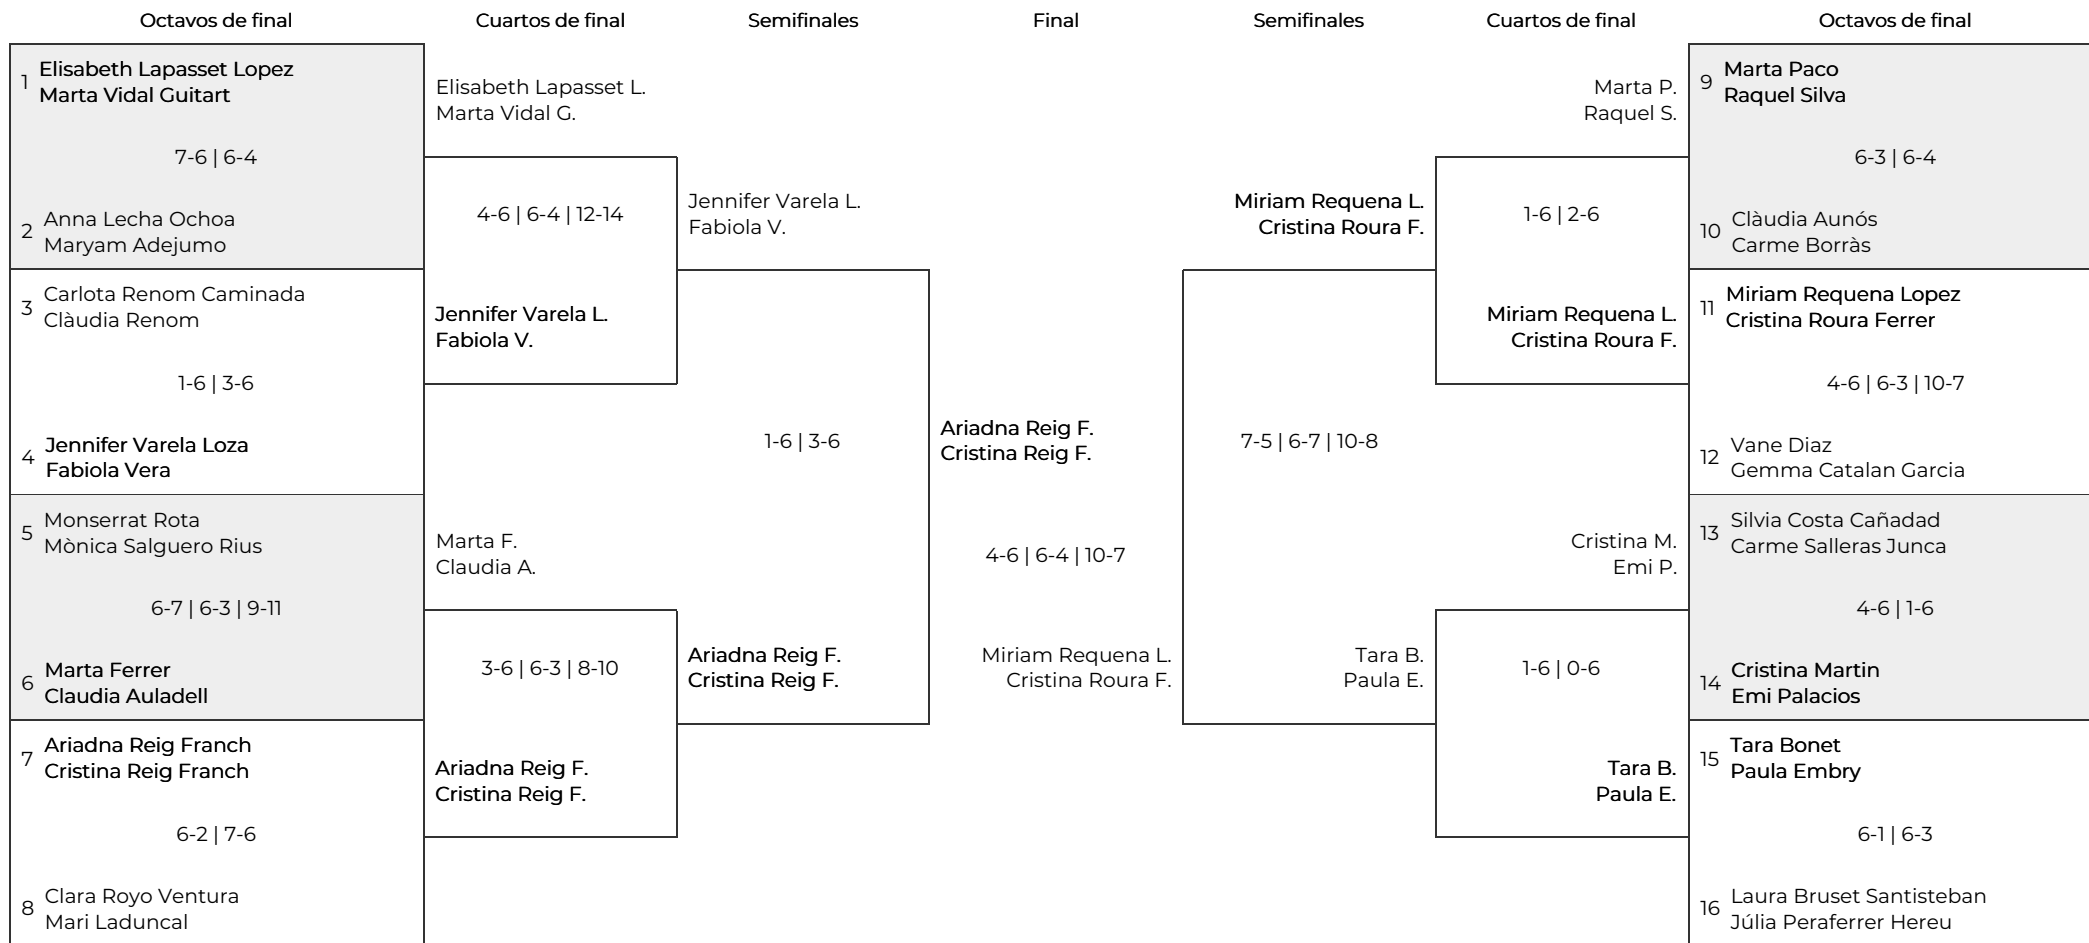 Octavos de final
Cuartos de final
Semifinales
Final
Semifinales
Cuartos de final
Octavos de final
1
Elisabeth Lapasset Lopez
Marta Vidal Guitart
7-6 | 6-4
2
Anna Lecha Ochoa
Maryam Adejumo
3
Carlota Renom Caminada
Clàudia Renom
1-6 | 3-6
4
Jennifer Varela Loza
Fabiola Vera
5
Monserrat Rota
Mònica Salguero Rius
6-7 | 6-3 | 9-11
6
Marta Ferrer
Claudia Auladell
7
Ariadna Reig Franch
Cristina Reig Franch
6-2 | 7-6
8
Clara Royo Ventura
Mari Laduncal
Elisabeth Lapasset L.
Marta Vidal G.
4-6 | 6-4 | 12-14
Jennifer Varela L.
Fabiola V.
Marta F.
Claudia A.
3-6 | 6-3 | 8-10
Ariadna Reig F.
Cristina Reig F.
Jennifer Varela L.
Fabiola V.
1-6 | 3-6
Ariadna Reig F.
Cristina Reig F.
Ariadna Reig F.
Cristina Reig F.
4-6 | 6-4 | 10-7
Miriam Requena L.
Cristina Roura F.
Miriam Requena L.
Cristina Roura F.
7-5 | 6-7 | 10-8
Tara B.
Paula E.
Marta P.
Raquel S.
1-6 | 2-6
Miriam Requena L.
Cristina Roura F.
Cristina M.
Emi P.
1-6 | 0-6
Tara B.
Paula E.
9
Marta Paco
Raquel Silva
6-3 | 6-4
10
Clàudia Aunós
Carme Borràs
11
Miriam Requena Lopez
Cristina Roura Ferrer
4-6 | 6-3 | 10-7
12
Vane Diaz
Gemma Catalan Garcia
13
Silvia Costa Cañadad
Carme Salleras Junca
4-6 | 1-6
14
Cristina Martin
Emi Palacios
15
Tara Bonet
Paula Embry
6-1 | 6-3
16
Laura Bruset Santisteban
Júlia Peraferrer Hereu